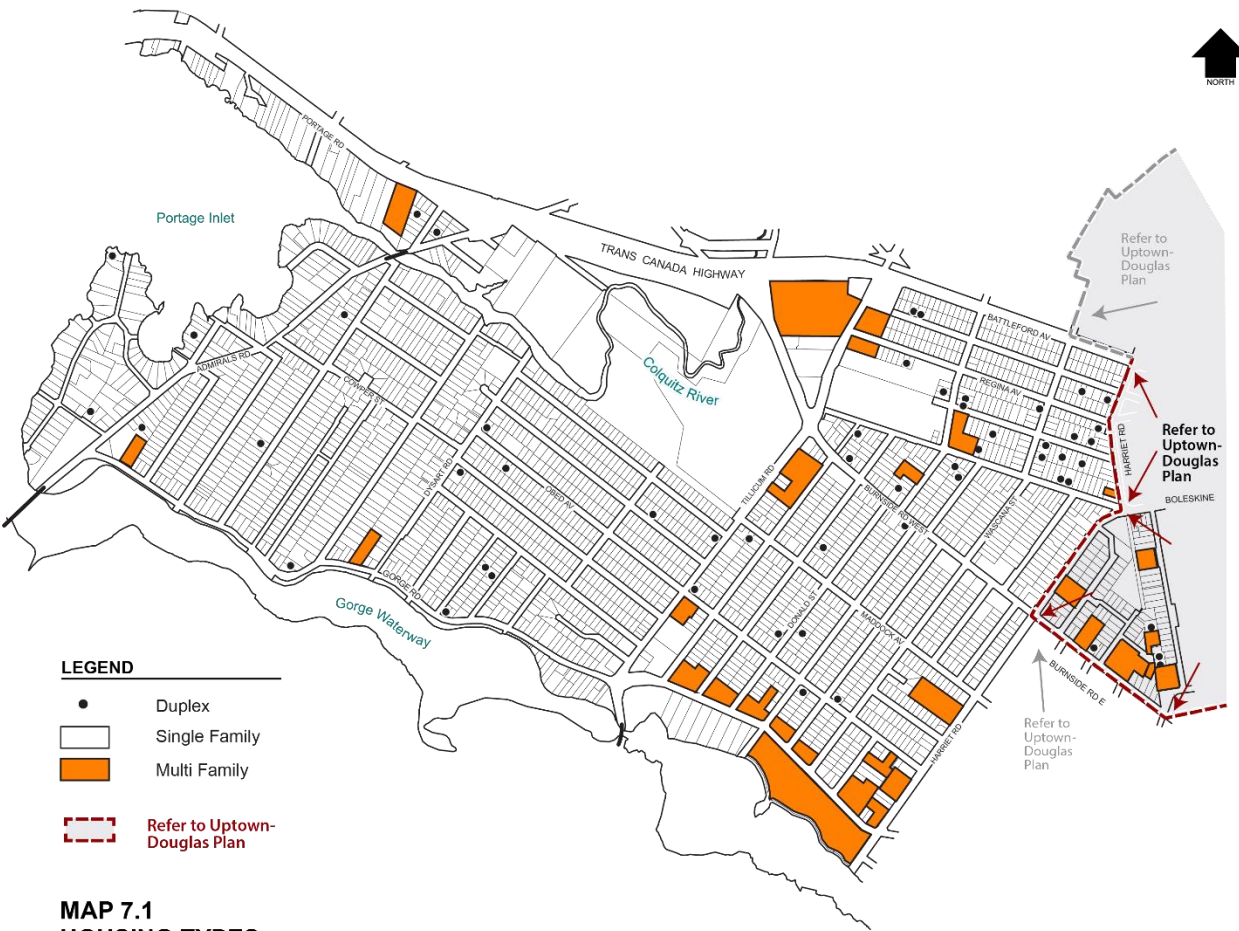 NORTH
PORTAGE RD
Portage Inlet
TRANS CANADA HIGHWAY
Refer to
Uptown-
Douglas
Plan
BATTLEFORD AV
ADMIRALS RD
COWPER ST
Colquitz River
REGINA AV
HARRIET RD
Refer to
Uptown-
Douglas
Plan
BOLESKINE
DYSART RD
OBED AV
TILLICUM RD
BURNSIDE RD WEST
WASCANA ST
GORGE RD
Gorge Waterway
DONALD ST
MADDOCK AV
BURNSIDE RD E
HARRIET RD
Refer to
Uptown-
Douglas
Plan
LEGEND
Duplex
Single Family
Multi Family
Refer to Uptown-
Douglas Plan
MAP 7.1
HOUSING TYPES